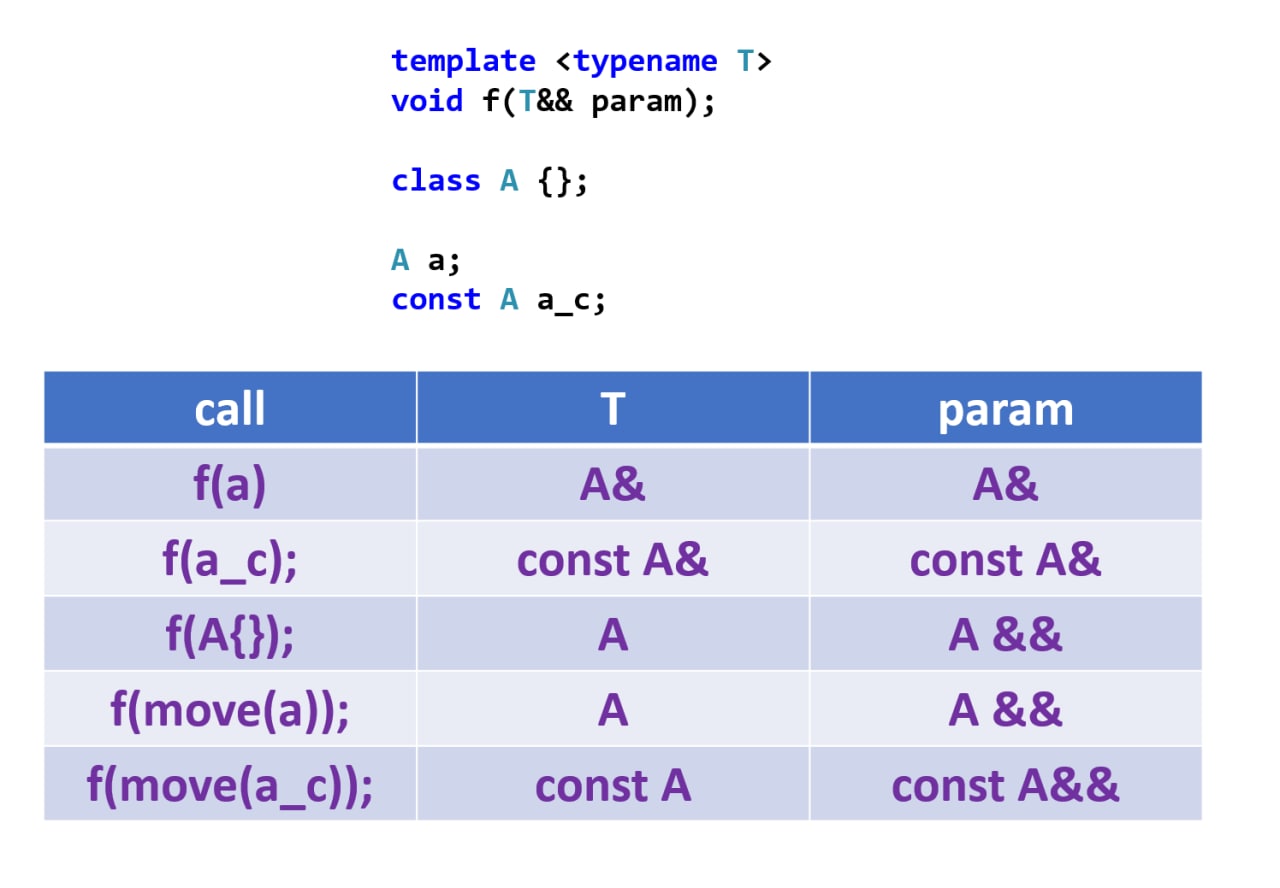 template <typename T>
void f(T&& param);
class A {};
A a;
const A a_c;
call T param
f(a) A& A&
f(a_c); const A& const A&
f(A{}); A A &&
f(move(a)); A A &&
f(move(a_c)); const A const A&&